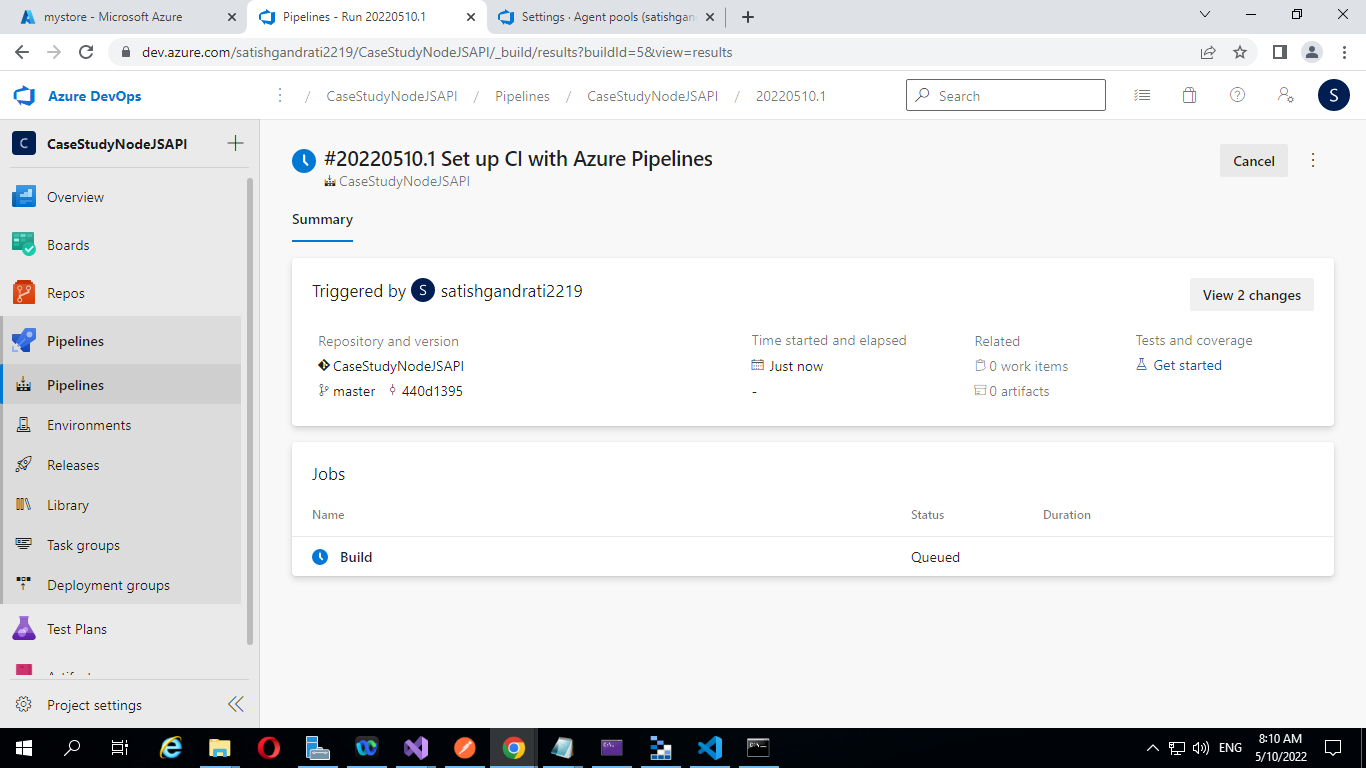 mystore - Microsoft Azure
Pipelines - Run 20220510.1
Settings · Agent pools (satishgan
dev.azure.com/satishgandrati2219/CaseStudyNodeJSAPI/_build/results?buildId=5&view=results
Azure DevOps
/ CaseStudyNodeJSAPI / Pipelines / CaseStudyNodeJSAPI / 20220510.1
Search
S
C CaseStudyNodeJSAPI
Overview
Boards
Repos
Pipelines
Pipelines
Environments
Releases
Library
Task groups
Deployment groups
Test Plans
Project settings
#20220510.1 Set up CI with Azure Pipelines
CaseStudyNodeJSAPI
Cancel
Summary
Triggered by S satishgandrati2219
View 2 changes
Repository and version
CaseStudyNodeJSAPI
master 440d1395
Time started and elapsed
Just now
-
Related
0 work items
0 artifacts
Tests and coverage
Get started
Jobs
Name Status Duration
Build Queued
ENG
8:10 AM
5/10/2022